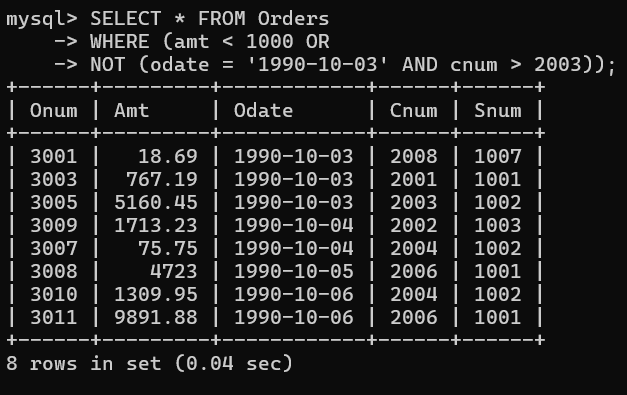 mysql> SELECT * FROM Orders
    -> WHERE (amt < 1000 OR
    -> NOT (odate = '1990-10-03' AND cnum > 2003));
+------+---------+------------+------+------+
| Onum | Amt     | Odate      | Cnum | Snum |
+------+---------+------------+------+------+
| 3001 |   18.69 | 1990-10-03 | 2008 | 1007 |
| 3003 |  767.19 | 1990-10-03 | 2001 | 1001 |
| 3005 | 5160.45 | 1990-10-03 | 2003 | 1002 |
| 3009 | 1713.23 | 1990-10-04 | 2002 | 1003 |
| 3007 |   75.75 | 1990-10-04 | 2004 | 1002 |
| 3008 |    4723 | 1990-10-05 | 2006 | 1001 |
| 3010 | 1309.95 | 1990-10-06 | 2004 | 1002 |
| 3011 | 9891.88 | 1990-10-06 | 2006 | 1001 |
+------+---------+------------+------+------+
8 rows in set (0.04 sec)